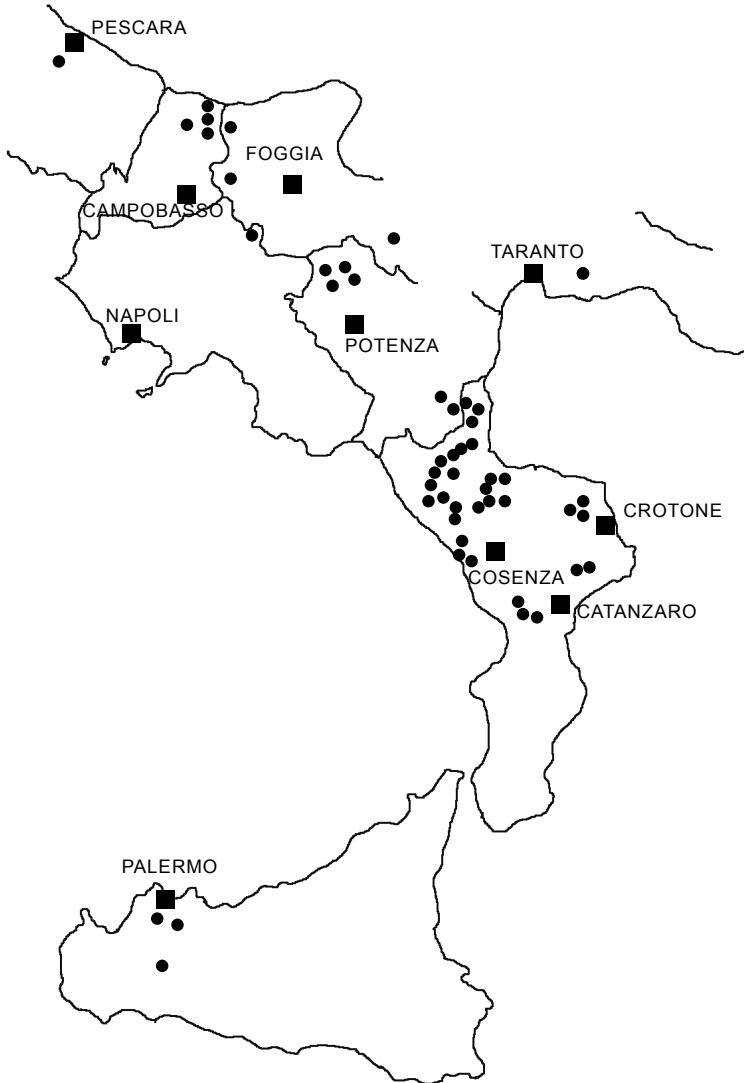 PESCARA
FOGGIA
CAMPOBASSO
TARANTO
NAPOLI
POTENZA
CROTONE
COSENZA
CATANZARO
PALERMO